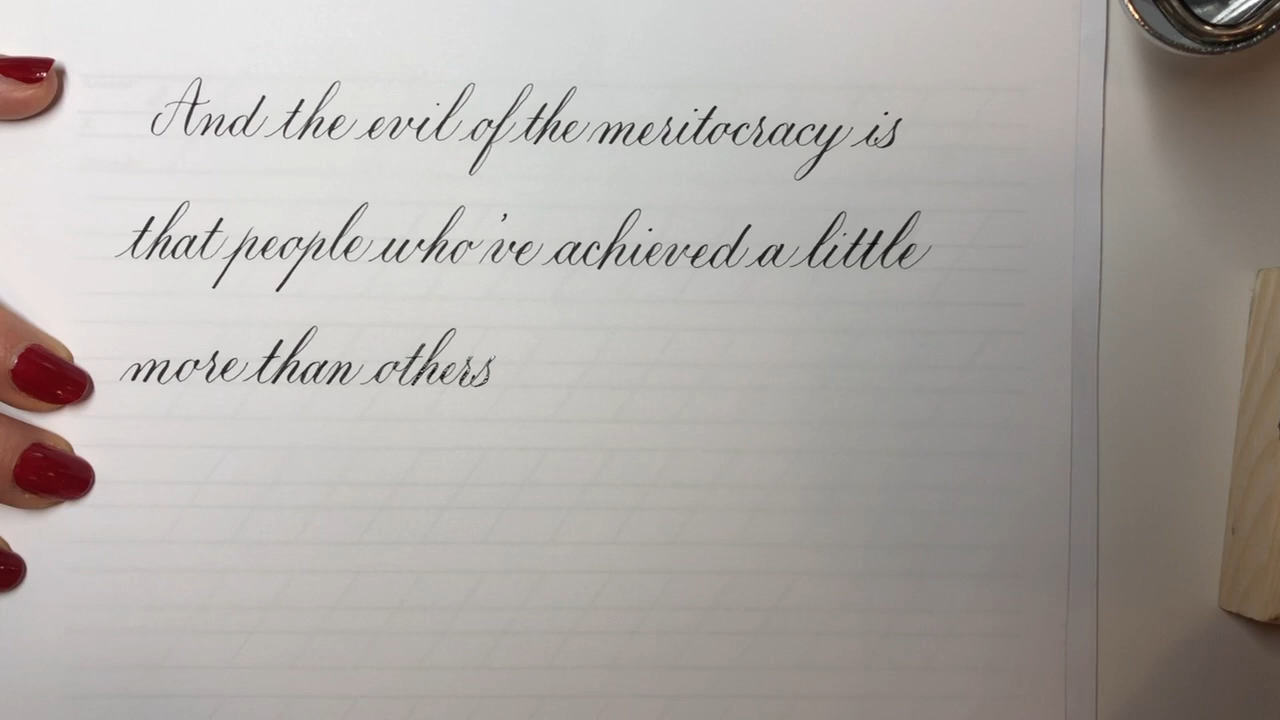 And the evil of the meritocracy is
that people who've achieved a little
more than others